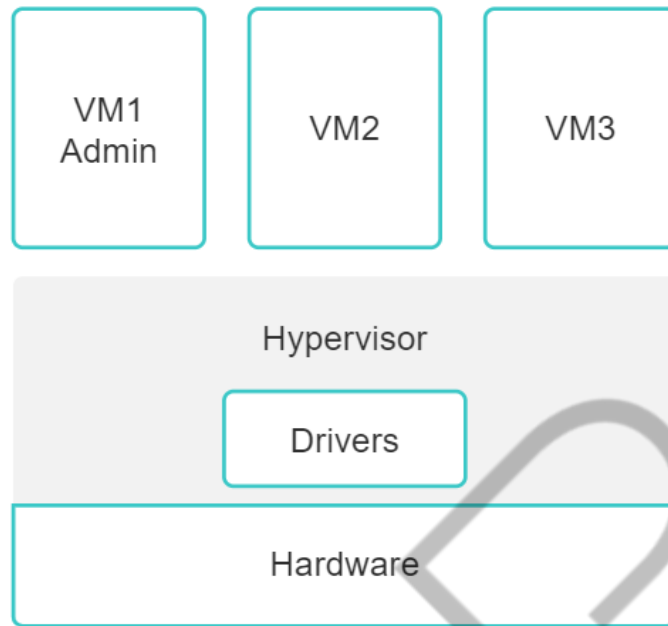 VM1
Admin
VM2
VM3
Hypervisor
Drivers
Hardware